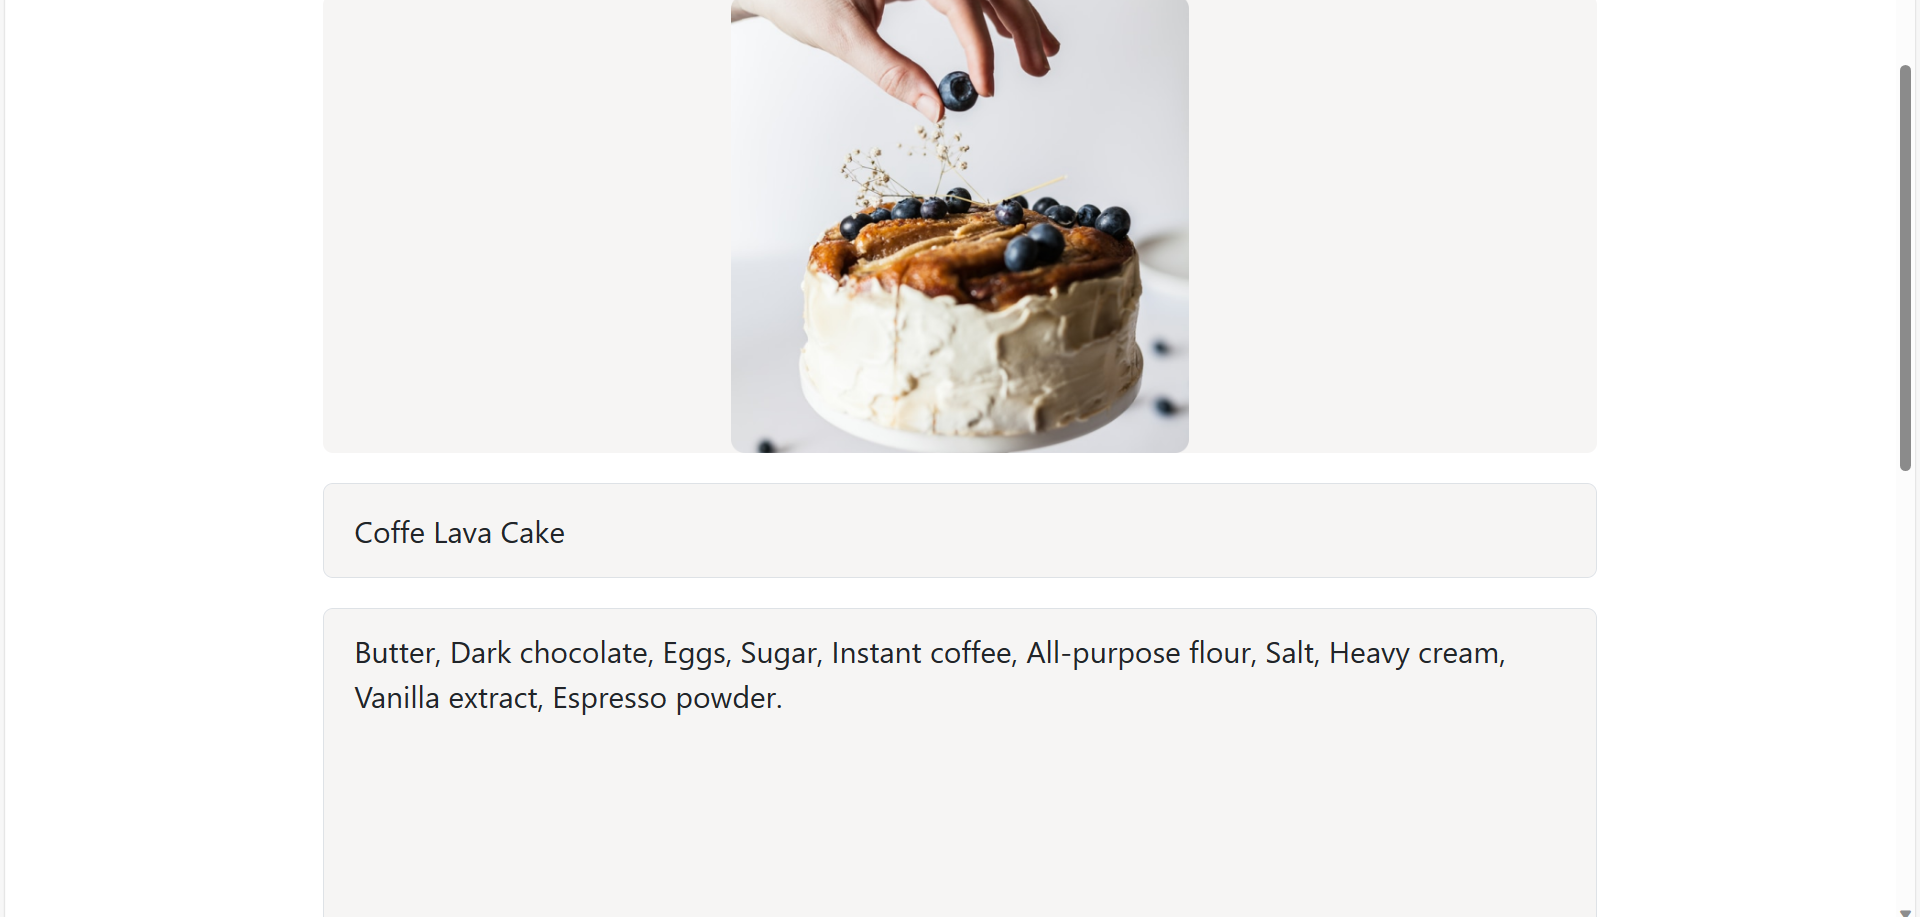 Coffe Lava Cake
Butter, Dark chocolate, Eggs, Sugar, Instant coffee, All-purpose flour, Salt, Heavy cream,
Vanilla extract, Espresso powder.